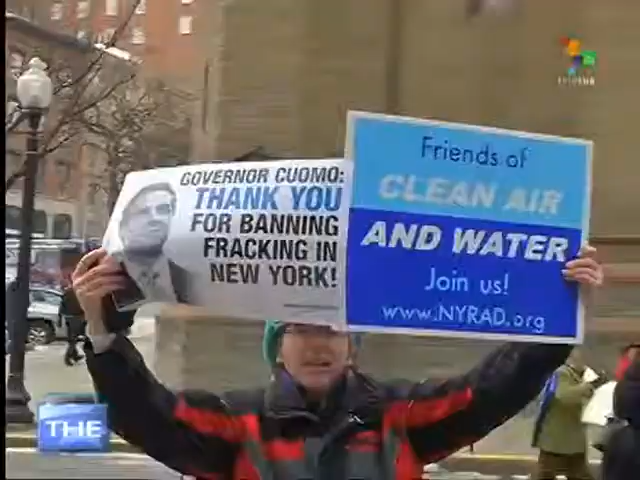 GOVERNOR CUOMO:
THANK YOU
FOR BANNING
FRACKING IN
NEW YORK!
Friends of
CLEAN AIR
AND WATER
Join us!
www.NYRAD.org
THE